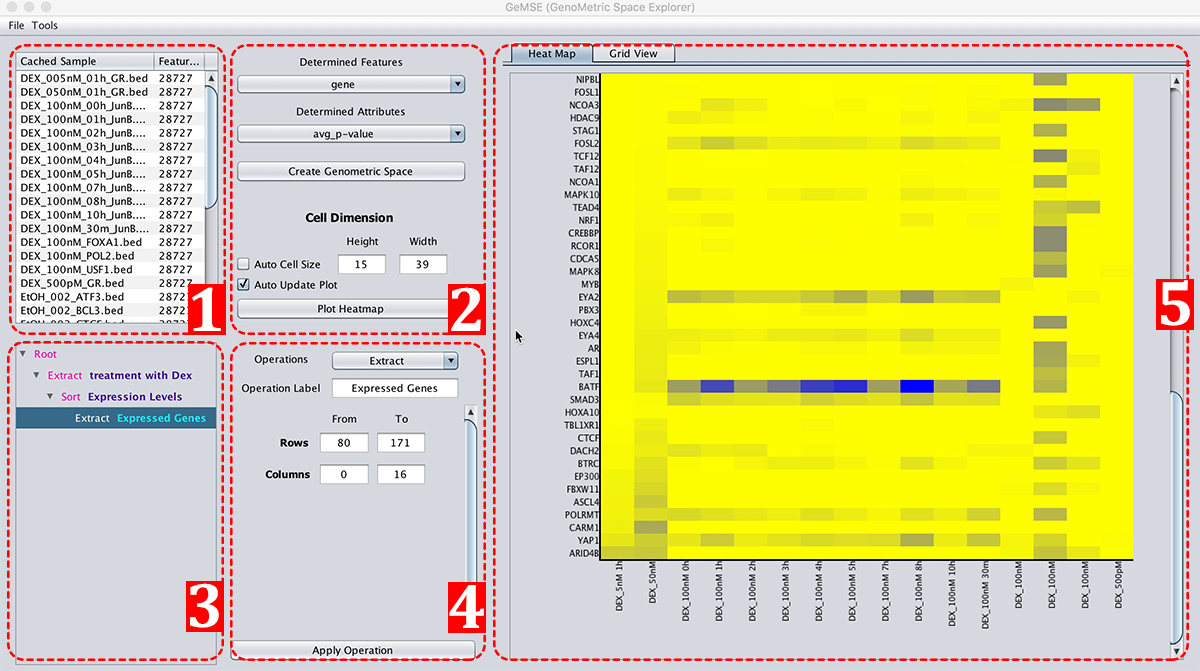 GeMSE (GenoMetric Space Explorer)
File Tools
Cached Sample Featur...
DEX_005nM_01h_GR.bed 28727
DEX_050nM_01h_GR.bed 28727
DEX_100nM_00h_JunB.... 28727
DEX_100nM_01h_JunB.... 28727
DEX_100nM_02h_JunB.... 28727
DEX_100nM_03h_JunB.... 28727
DEX_100nM_04h_JunB.... 28727
DEX_100nM_05h_JunB.... 28727
DEX_100nM_07h_JunB.... 28727
DEX_100nM_08h_JunB.... 28727
DEX_100nM_10h_JunB.... 28727
DEX_100nM_30m_JunB.... 28727
DEX_100nM_FOXA1.bed 28727
DEX_100nM_POL2.bed 28727
DEX_100nM_USF1.bed 28727
DEX_500pM_GR.bed 28727
EtOH_002_ATF3.bed 28727
EtOH_002_BCL3.bed 28727
1
Determined Features
gene
Determined Attributes
avg_p-value
Create Genometric Space
Cell Dimension
Height Width
Auto Cell Size 15 39
Auto Update Plot
Plot Heatmap
2
Root
Extract treatment with Dex
Sort Expression Levels
Extract Expressed Genes
3
Operations Extract
Operation Label Expressed Genes
From To
Rows 80 171
Columns 0 16
4
Apply Operation
Heat Map Grid View
NIPBL
FOSL1
NCOA3
HDAC9
STAG1
FOSL2
TCF12
TAF12
NCOA1
MAPK10
TEAD4
NRF1
CREBBP
RCOR1
CDCA5
MAPK8
MYB
EYA2
PBX3
HOXC4
EYA4
AR
ESPL1
TAF1
BATF
SMAD3
HOXA10
TBL1XR1
CTCF
DACH2
BTRC
EP300
FBXW11
ASCL4
POLRMT
CARM1
YAP1
ARID4B
DEX_5nM 1h
DEX_50nM
DEX_100nM 0h
DEX_100nM 1h
DEX_100nM 2h
DEX_100nM 3h
DEX_100nM 4h
DEX_100nM 5h
DEX_100nM 7h
DEX_100nM 8h
DEX_100nM 10h
DEX_100nM 30m
DEX_100nM
DEX_100nM
DEX_100nM
DEX_500pM
5